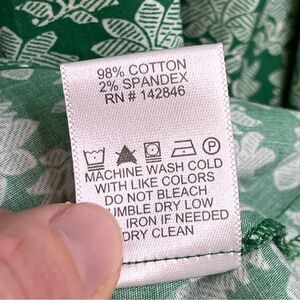 98% COTTON
2% SPANDEX
RN # 142846
MACHINE WASH COLD
WITH LIKE COLORS
DO NOT BLEACH
UMBLE DRY LOW
IRON IF NEEDED
DRY CLEAN